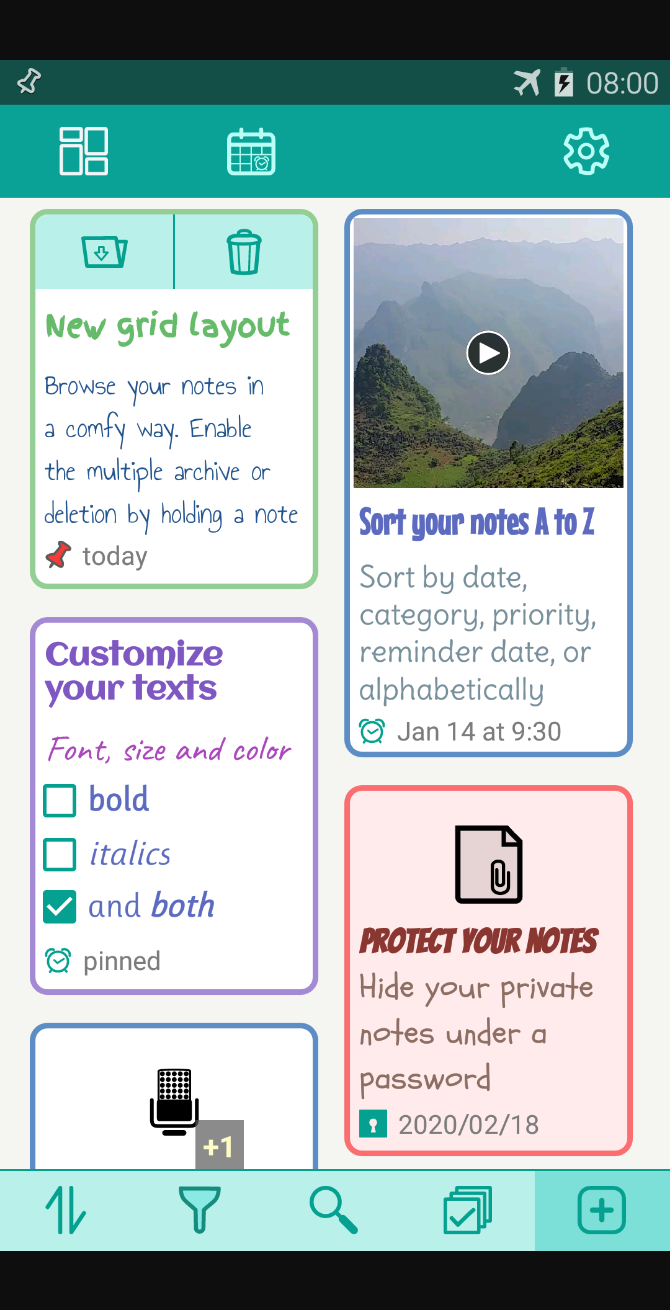 08:00
New grid layout
Browse your notes in
a comfy way. Enable
the multiple archive or
deletion by holding a note
today
Customize
your texts
Font, size and color
bold
italics
and both
pinned
+1
Sort your notes A to Z
Sort by date,
category, priority,
reminder date, or
alphabetically
Jan 14 at 9:30
PROTECT YOUR NOTES
Hide your private
notes under a
password
2020/02/18